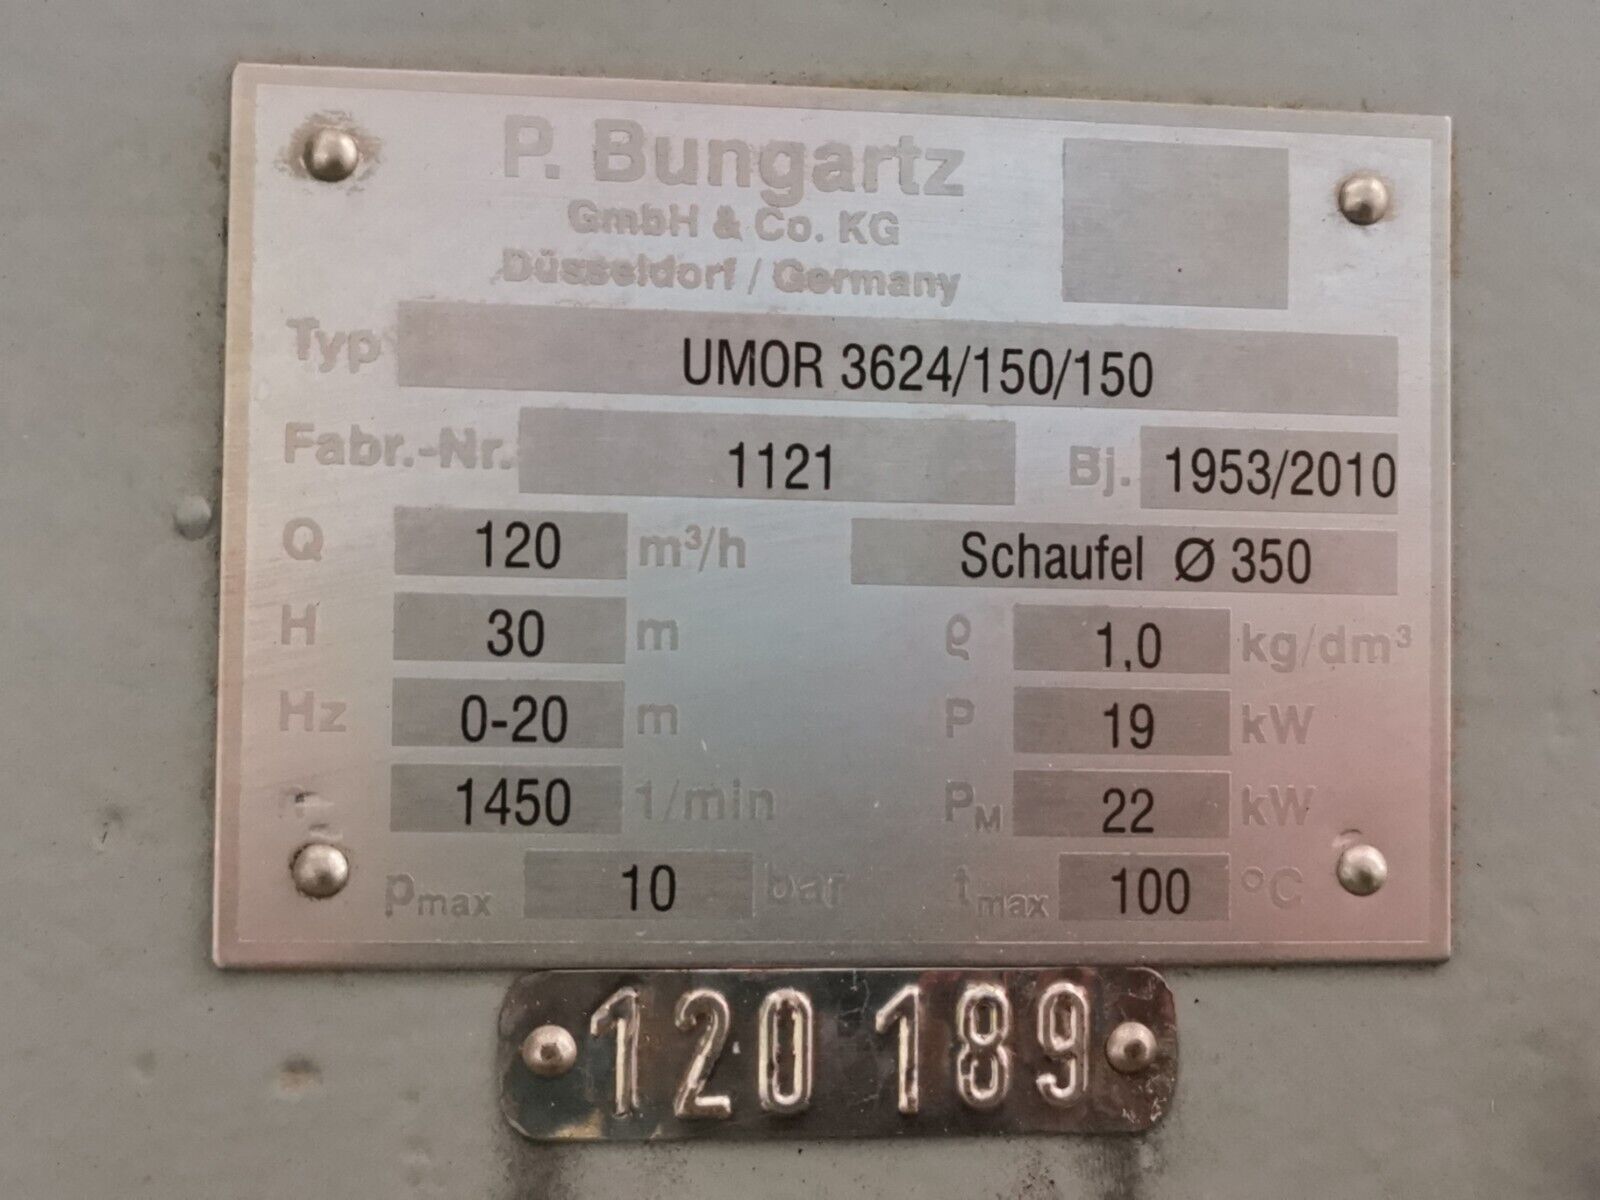 P. Bungartz
GmbH & Co. KG
Düsseldorf / Germany
Typ UMOR 3624/150/150
Fabr.-Nr. 1121 Bj. 1953/2010
Q 120 m³/h Schaufel Ø 350
H 30 m ϱ 1,0 kg/dm³
Hz 0-20 m P 19 kW
1450 1/min PM 22 kW
pmax 10 bar tmax 100 °C
120 189